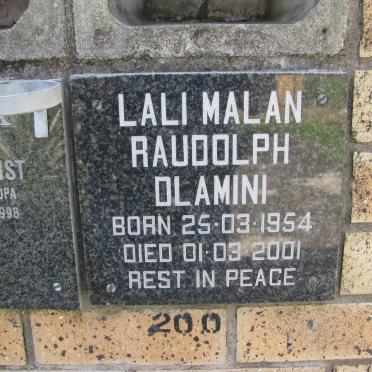 LALI MALAN
RAUDOLPH
DLAMINI
BORN 25·03·1954
DIED 01·03·2001
REST IN PEACE
200